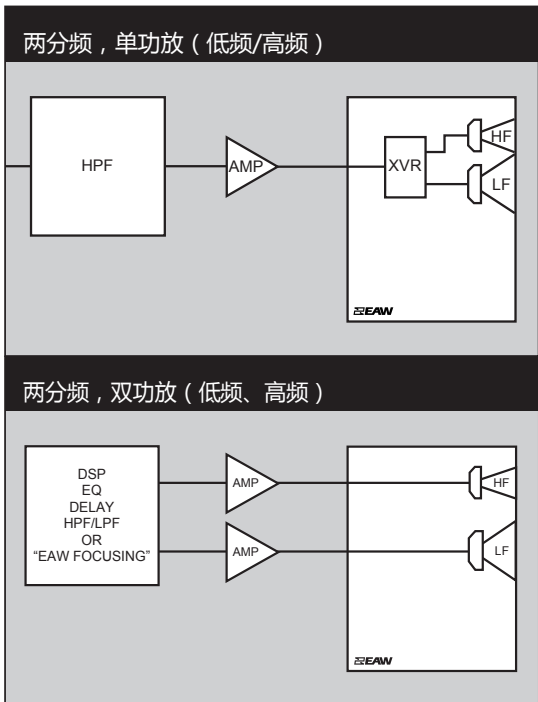 两分频，单功放（低频/高频）
HPF
AMP
XVR
HF
LF
EAW
两分频，双功放（低频、高频）
DSP
EQ
DELAY
HPF/LPF
OR
“EAW FOCUSING”
AMP
AMP
HF
LF
EAW